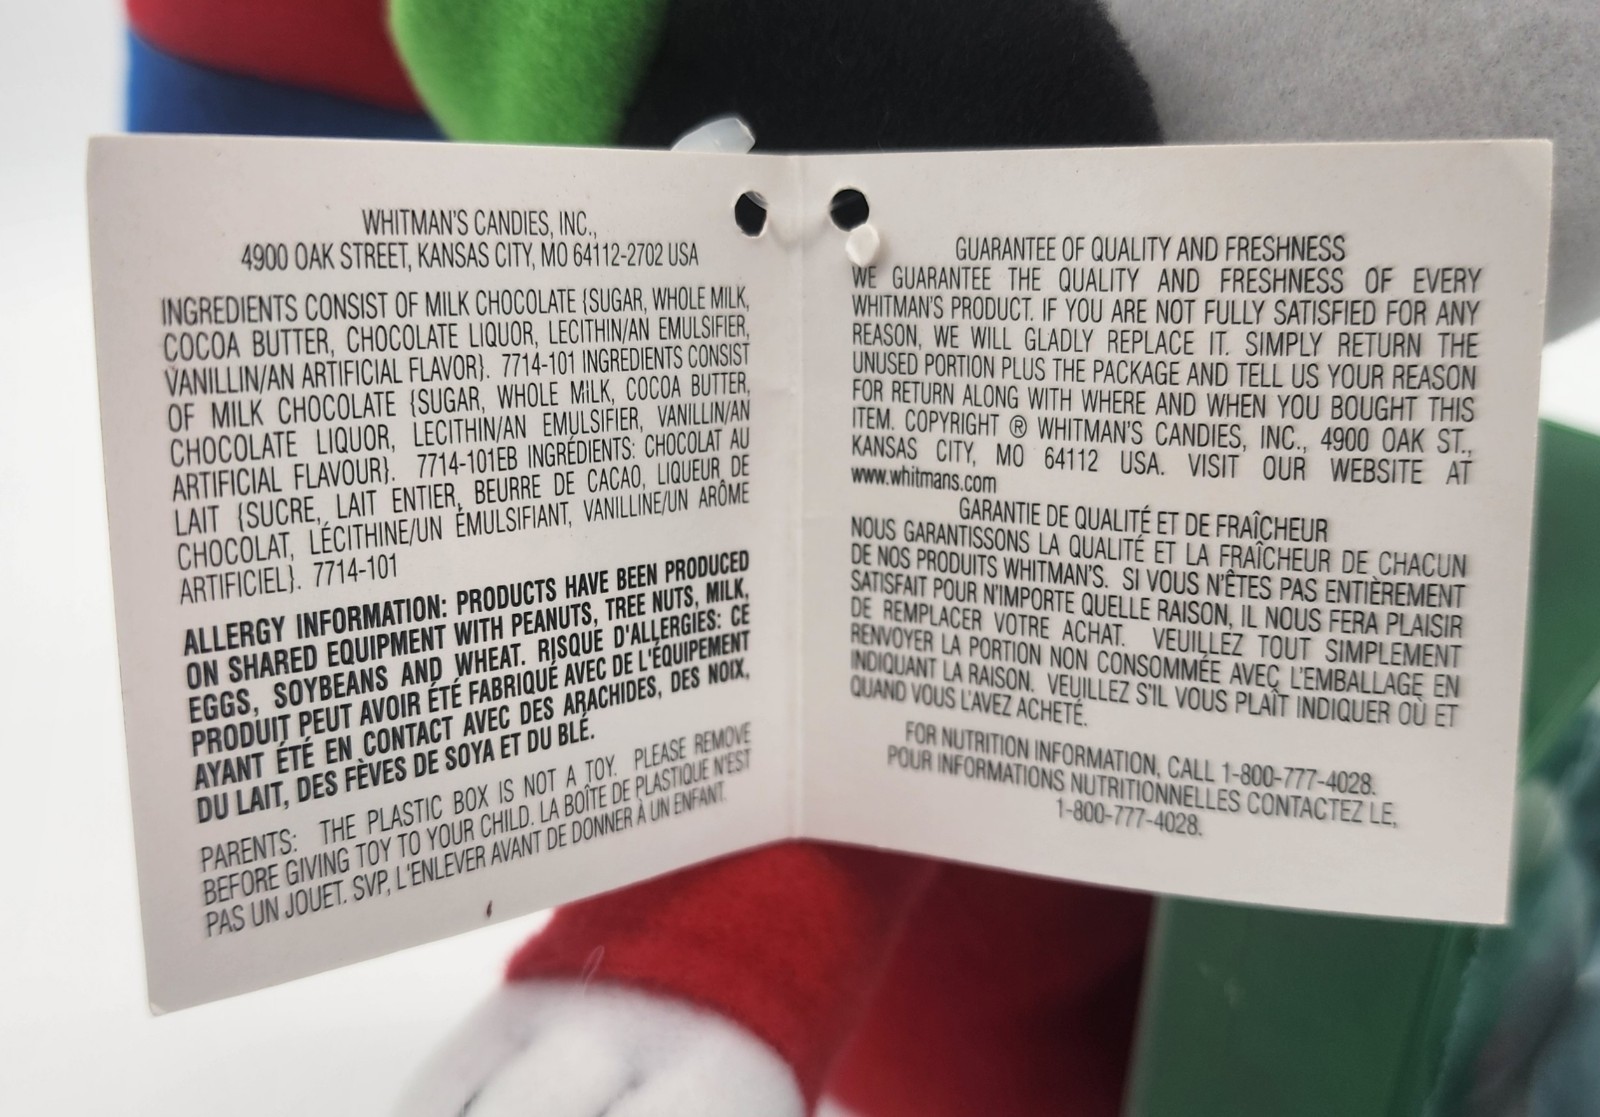 WHITMAN'S CANDIES, INC.,
4900 OAK STREET, KANSAS CITY, MO 64112-2702 USA
INGREDIENTS CONSIST OF MILK CHOCOLATE {SUGAR, WHOLE MILK,
COCOA BUTTER, CHOCOLATE LIQUOR, LECITHIN/AN EMULSIFIER,
VANILLIN/AN ARTIFICIAL FLAVOR}. 7714-101 INGREDIENTS CONSIST
OF MILK CHOCOLATE {SUGAR, WHOLE MILK, COCOA BUTTER,
CHOCOLATE LIQUOR, LECITHIN/AN EMULSIFIER, VANILLIN/AN
ARTIFICIAL FLAVOUR}. 7714-101EB INGRÉDIENTS: CHOCOLAT AU
LAIT {SUCRE, LAIT ENTIER, BEURRE DE CACAO, LIQUEUR DE
CHOCOLAT, LÉCITHINE/UN ÉMULSIFIANT, VANILLINE/UN ARÔME
ARTIFICIEL}. 7714-101
ALLERGY INFORMATION: PRODUCTS HAVE BEEN PRODUCED
ON SHARED EQUIPMENT WITH PEANUTS, TREE NUTS, MILK,
EGGS, SOYBEANS AND WHEAT. RISQUE D'ALLERGIES: CE
PRODUIT PEUT AVOIR ÉTÉ FABRIQUÉ AVEC DE L'ÉQUIPEMENT
AYANT ÉTÉ EN CONTACT AVEC DES ARACHIDES, DES NOIX,
DU LAIT, DES FÈVES DE SOYA ET DU BLÉ.
PARENTS: THE PLASTIC BOX IS NOT A TOY. PLEASE REMOVE
BEFORE GIVING TOY TO YOUR CHILD. LA BOÎTE DE PLASTIQUE N'EST
PAS UN JOUET. SVP, L'ENLEVER AVANT DE DONNER À UN ENFANT.
GUARANTEE OF QUALITY AND FRESHNESS
WE GUARANTEE THE QUALITY AND FRESHNESS OF EVERY
WHITMAN'S PRODUCT. IF YOU ARE NOT FULLY SATISFIED FOR ANY
REASON, WE WILL GLADLY REPLACE IT. SIMPLY RETURN THE
UNUSED PORTION PLUS THE PACKAGE AND TELL US YOUR REASON
FOR RETURN ALONG WITH WHERE AND WHEN YOU BOUGHT THIS
ITEM. COPYRIGHT ® WHITMAN'S CANDIES, INC., 4900 OAK ST.,
KANSAS CITY, MO 64112 USA. VISIT OUR WEBSITE AT
www.whitmans.com
GARANTIE DE QUALITÉ ET DE FRAÎCHEUR
NOUS GARANTISSONS LA QUALITÉ ET LA FRAÎCHEUR DE CHACUN
DE NOS PRODUITS WHITMAN'S. SI VOUS N'ÊTES PAS ENTIÈREMENT
SATISFAIT POUR N'IMPORTE QUELLE RAISON, IL NOUS FERA PLAISIR
DE REMPLACER VOTRE ACHAT. VEUILLEZ TOUT SIMPLEMENT
RENVOYER LA PORTION NON CONSOMMÉE AVEC L'EMBALLAGE EN
INDIQUANT LA RAISON. VEUILLEZ S'IL VOUS PLAÎT INDIQUER OÙ ET
QUAND VOUS L'AVEZ ACHETÉ.
FOR NUTRITION INFORMATION, CALL 1-800-777-4028.
POUR INFORMATIONS NUTRITIONNELLES CONTACTEZ LE,
1-800-777-4028.